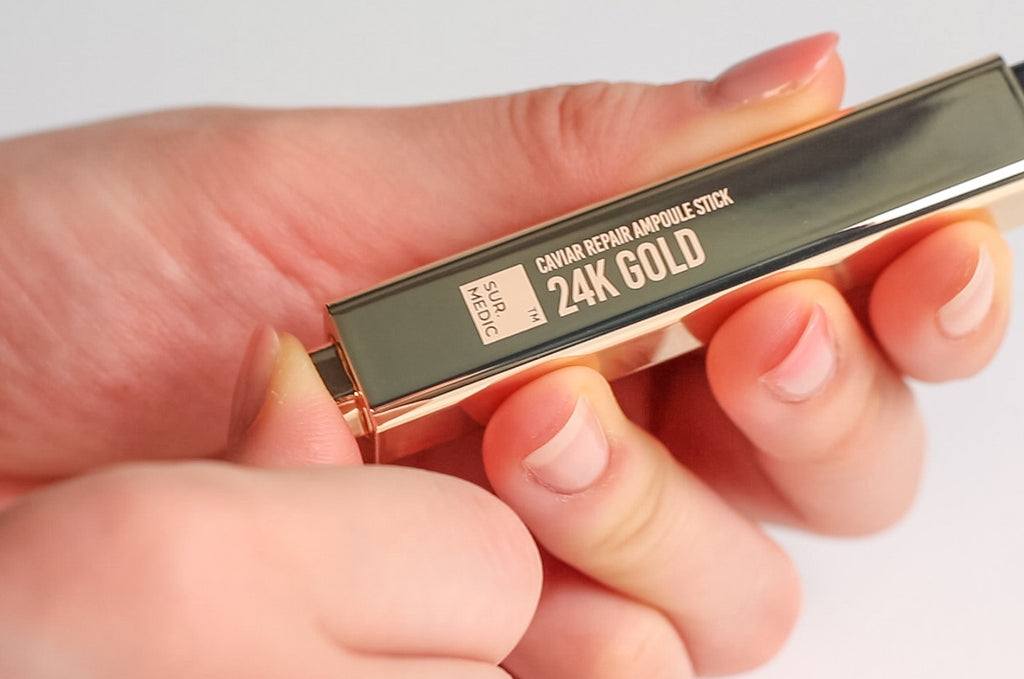 SUR.
MEDIC
TM
CAVIAR REPAIR AMPOULE STICK
24K GOLD